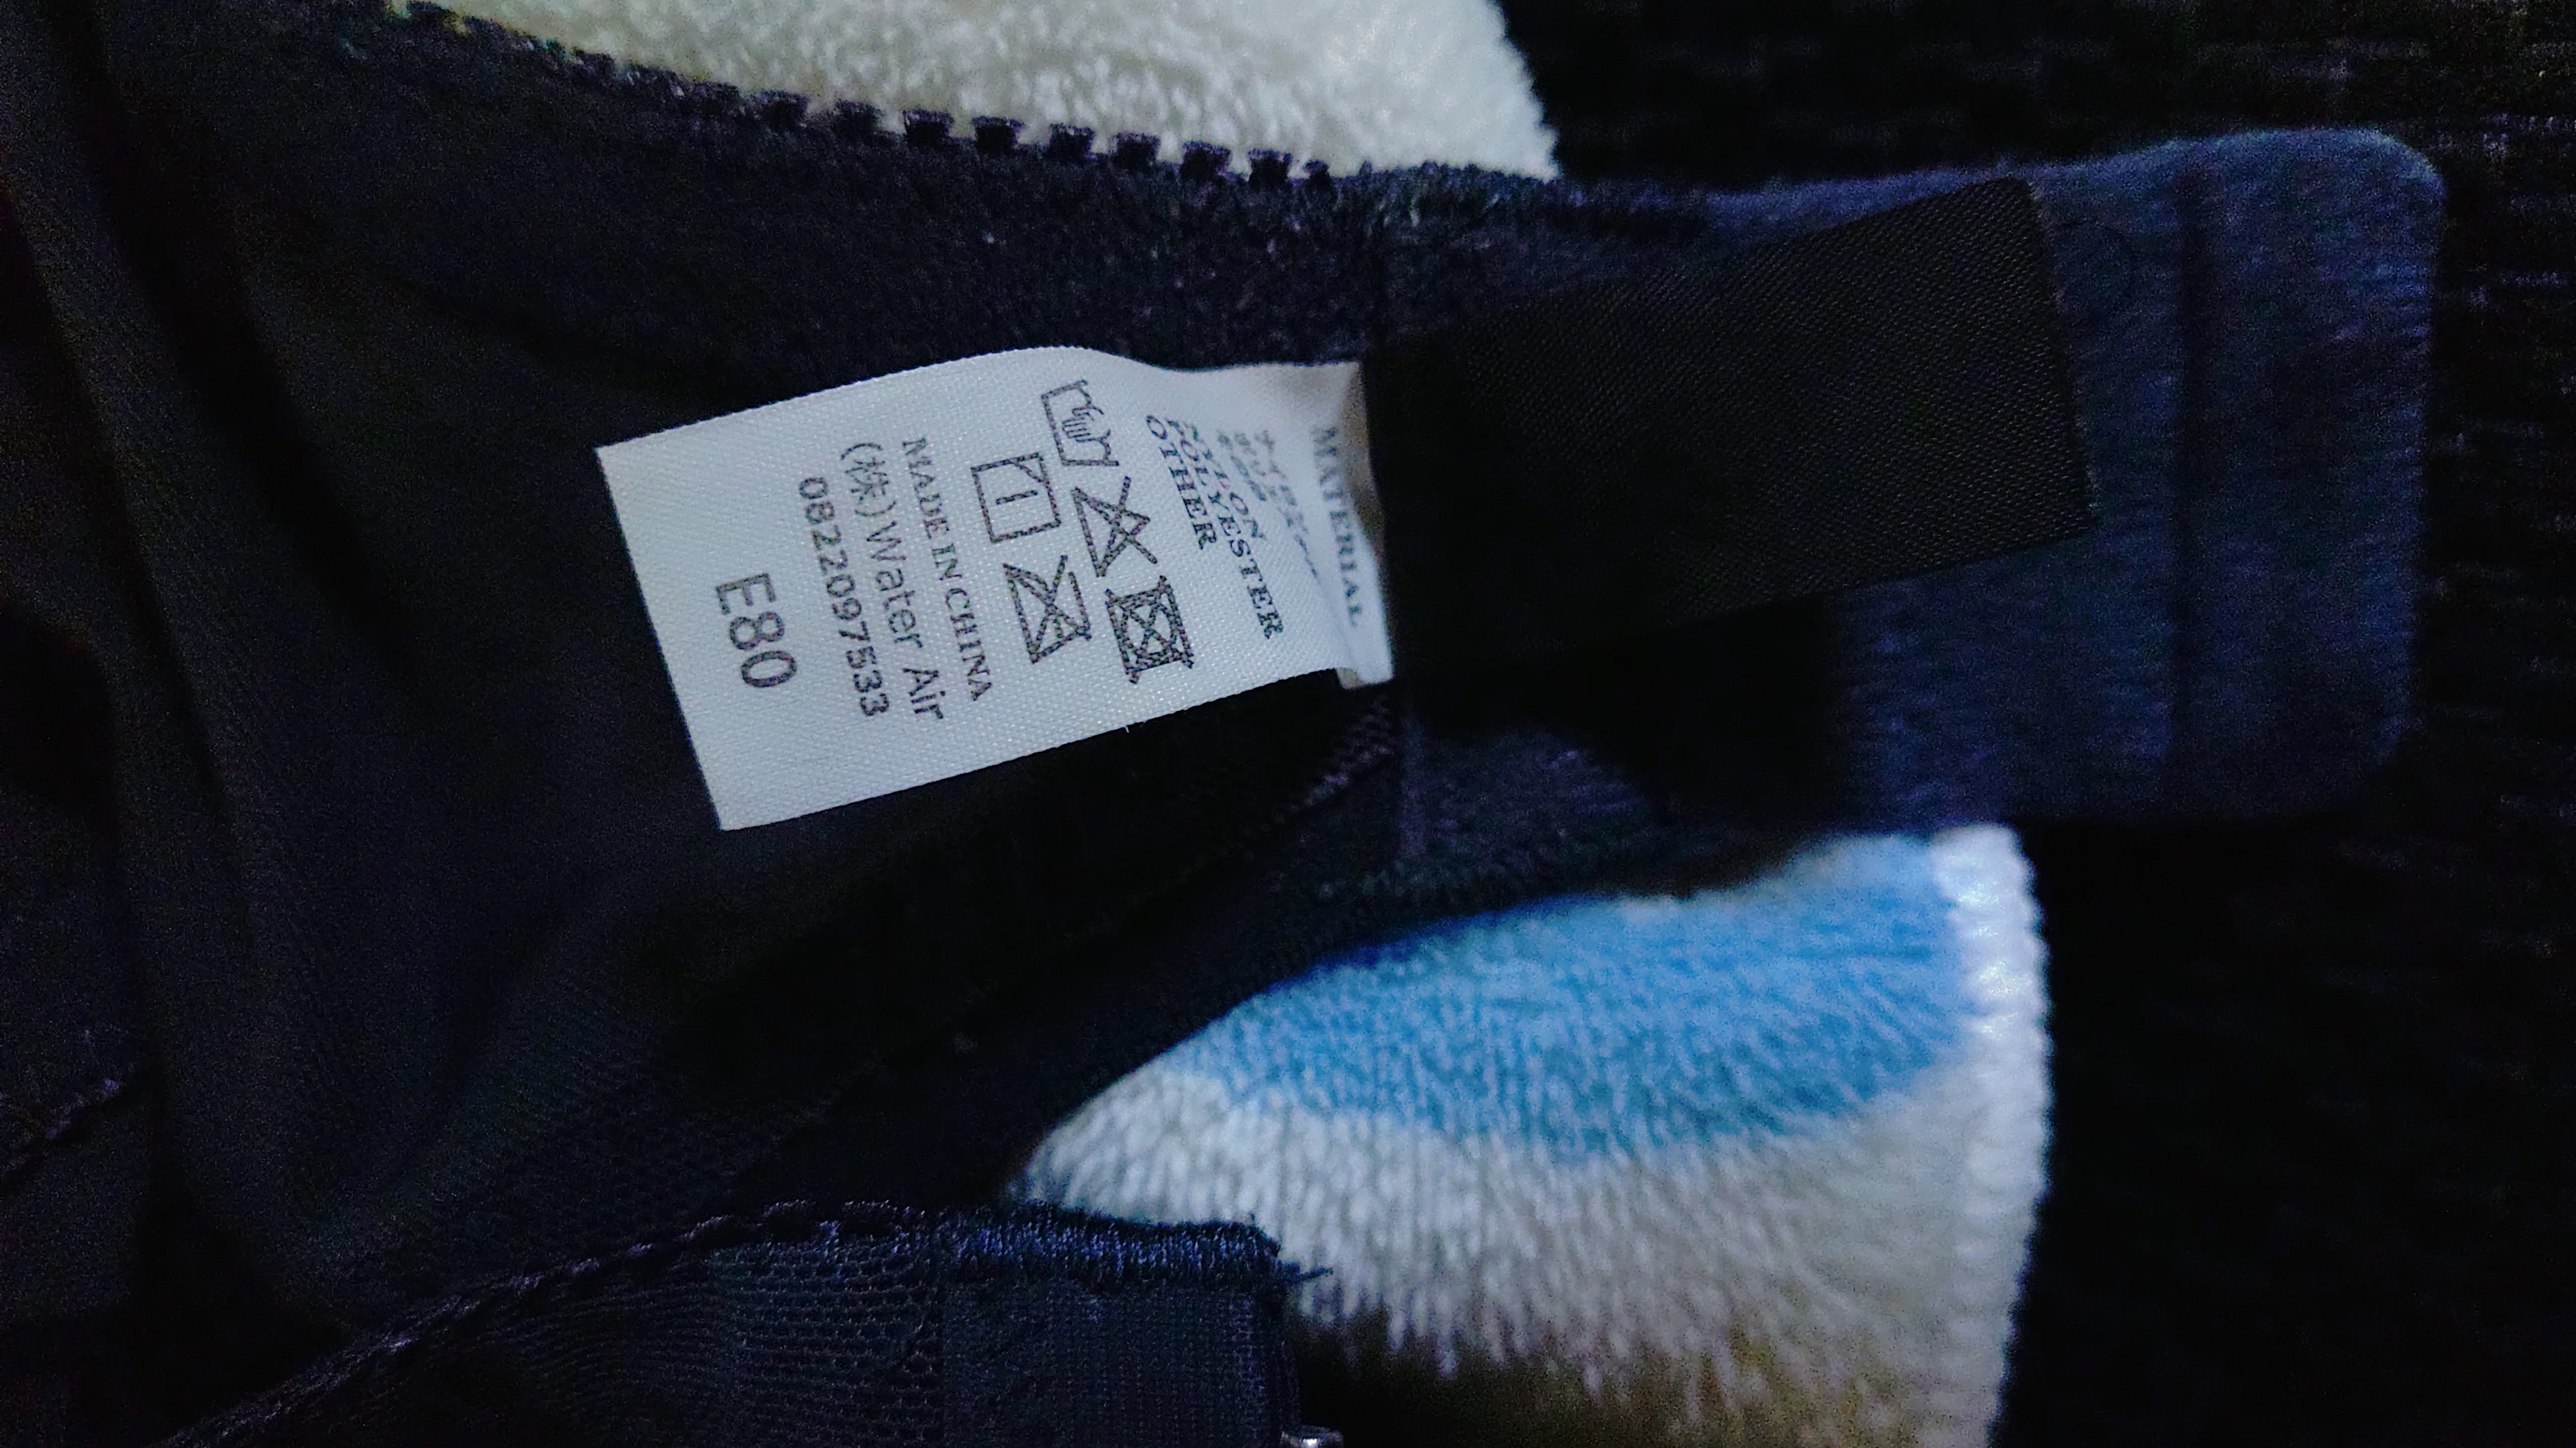 MATERIAL
NYLON
POLYESTER
OTHER
MADE IN CHINA
(株)Water Air
0822097533
E80